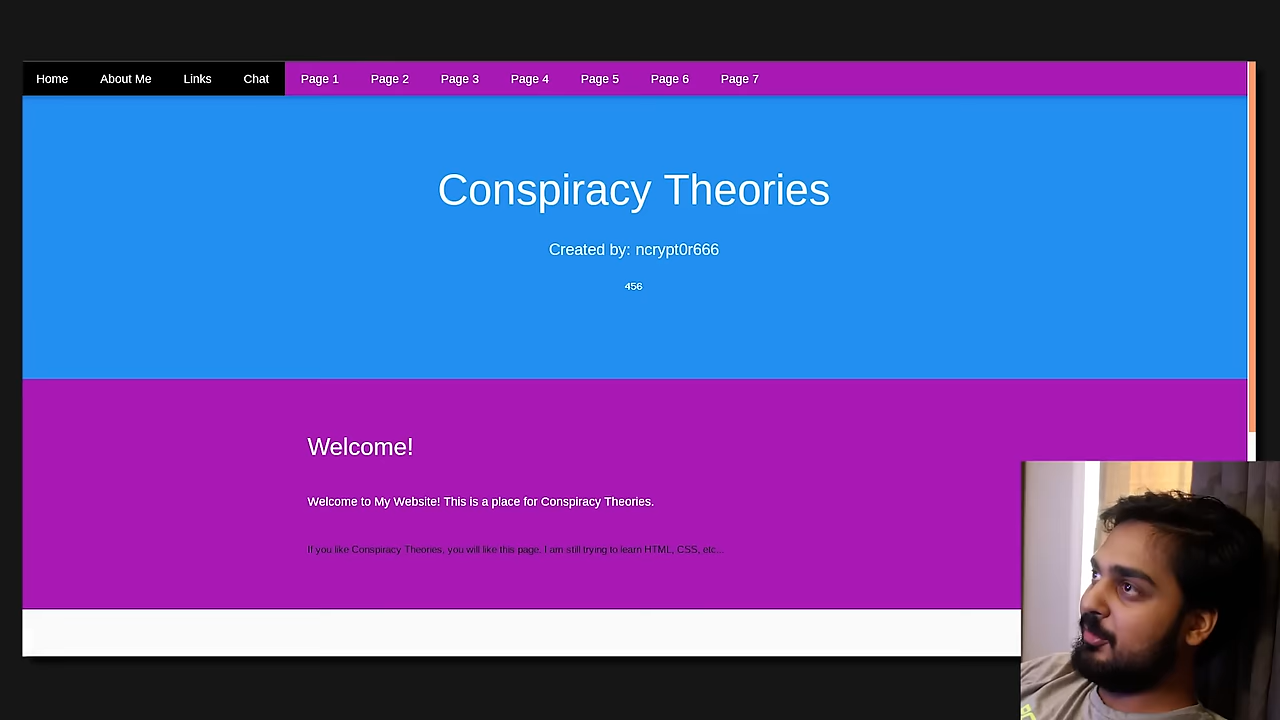 Home About Me Links Chat Page 1 Page 2 Page 3 Page 4 Page 5 Page 6 Page 7
Conspiracy Theories
Created by: ncrypt0r666
456
Welcome!
Welcome to My Website! This is a place for Conspiracy Theories.
If you like Conspiracy Theories, you will like this page. I am still trying to learn HTML, CSS, etc...